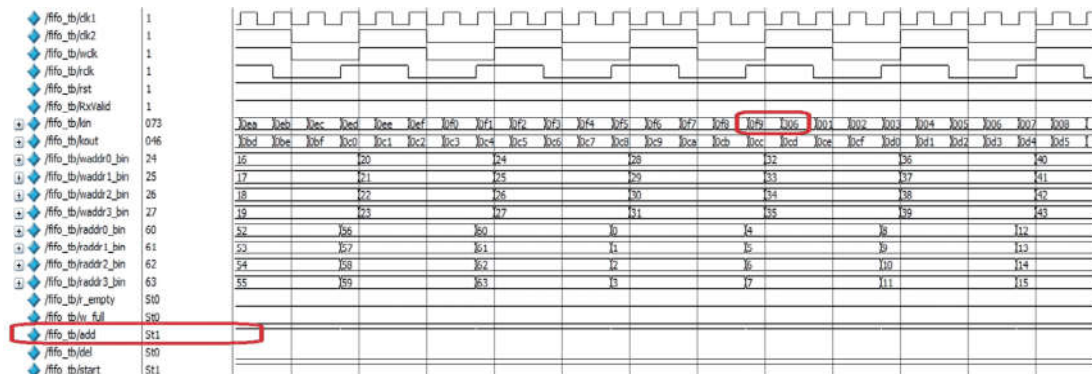 /fifo_tb/clk1 1
/fifo_tb/clk2 1
/fifo_tb/wclk 1
/fifo_tb/rclk 1
/fifo_tb/rst 1
/fifo_tb/RxValid 1
/fifo_tb/kin 073 0ea 0eb 0ec 0ed 0ee 0ef 0f0 0f1 0f2 0f3 0f4 0f5 0f6 0f7 0f8 0f9 006 001 002 003 004 005 006 007 008
/fifo_tb/kout 046 0bd 0be 0bf 0c0 0c1 0c2 0c3 0c4 0c5 0c6 0c7 0c8 0c9 0ca 0cb 0cc 0cd 0ce 0cf 0d0 0d1 0d2 0d3 0d4 0d5
/fifo_tb/waddr0_bin 24 16 20 24 28 32 36 40
/fifo_tb/waddr1_bin 25 17 21 25 29 33 37 41
/fifo_tb/waddr2_bin 26 18 22 26 30 34 38 42
/fifo_tb/waddr3_bin 27 19 23 27 31 35 39 43
/fifo_tb/raddr0_bin 60 52 56 60 0 4 8 12
/fifo_tb/raddr1_bin 61 53 57 61 1 5 9 13
/fifo_tb/raddr2_bin 62 54 58 62 2 6 10 14
/fifo_tb/raddr3_bin 63 55 59 63 3 7 11 15
/fifo_tb/r_empty St0
/fifo_tb/w_full St0
/fifo_tb/add St1
/fifo_tb/del St0
/fifo_tb/start St1